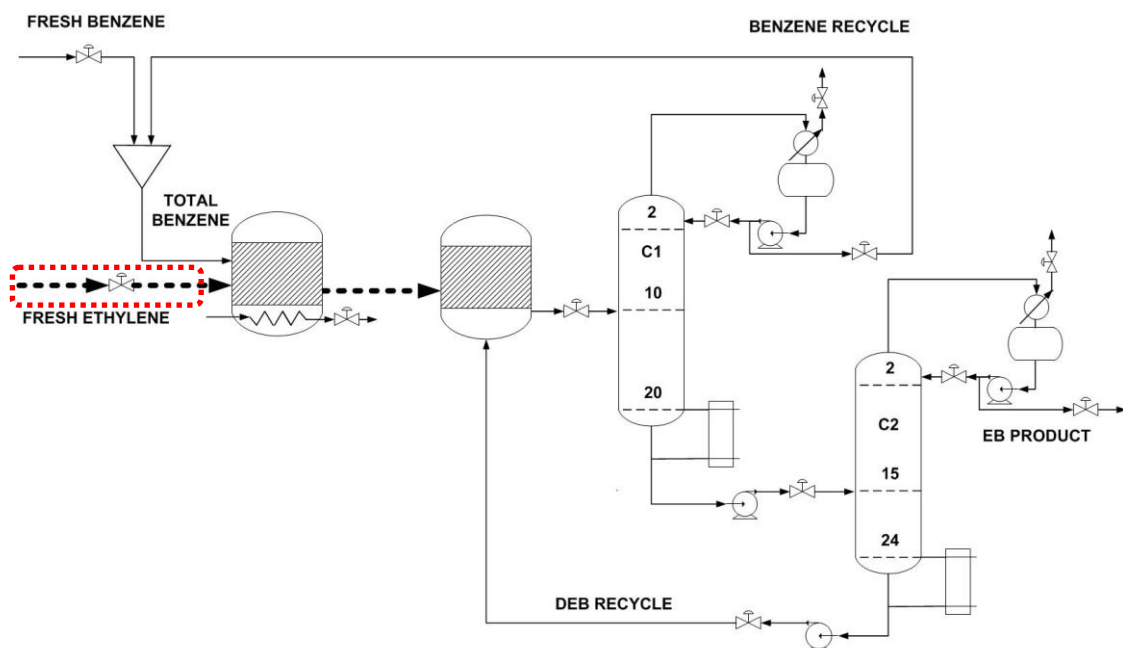 FRESH BENZENE
BENZENE RECYCLE
TOTAL
BENZENE
FRESH ETHYLENE
2
C1
10
20
2
C2
15
24
EB PRODUCT
DEB RECYCLE